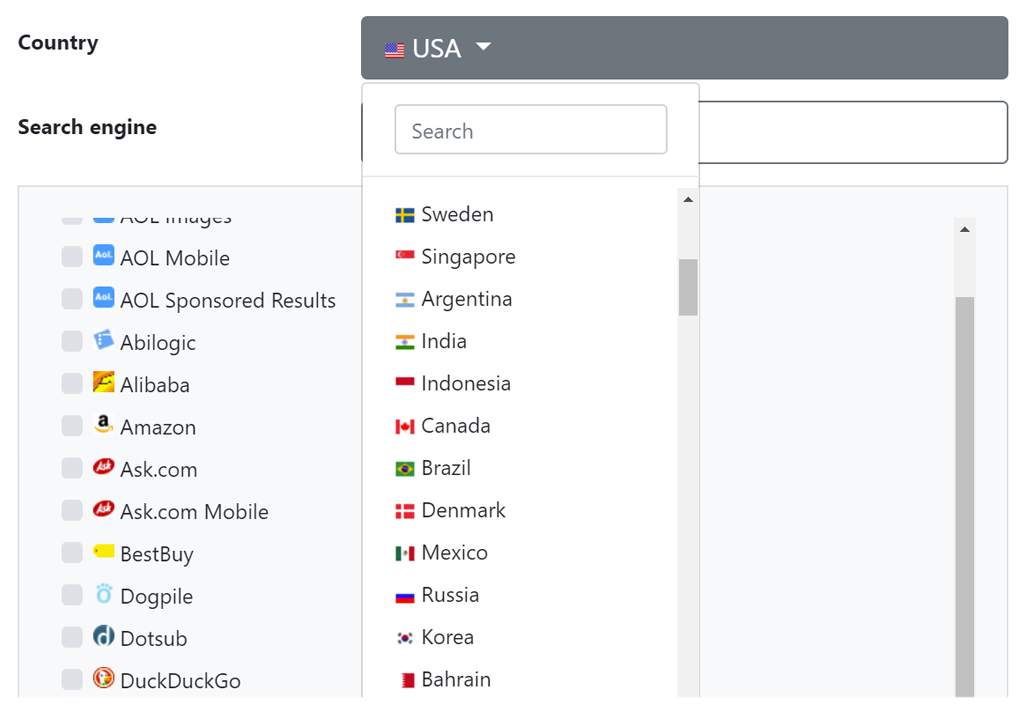 Country
USA
Search engine
Search
AOL Images
AOL Mobile
AOL Sponsored Results
Abilogic
Alibaba
Amazon
Ask.com
Ask.com Mobile
BestBuy
Dogpile
Dotsub
DuckDuckGo
Sweden
Singapore
Argentina
India
Indonesia
Canada
Brazil
Denmark
Mexico
Russia
Korea
Bahrain